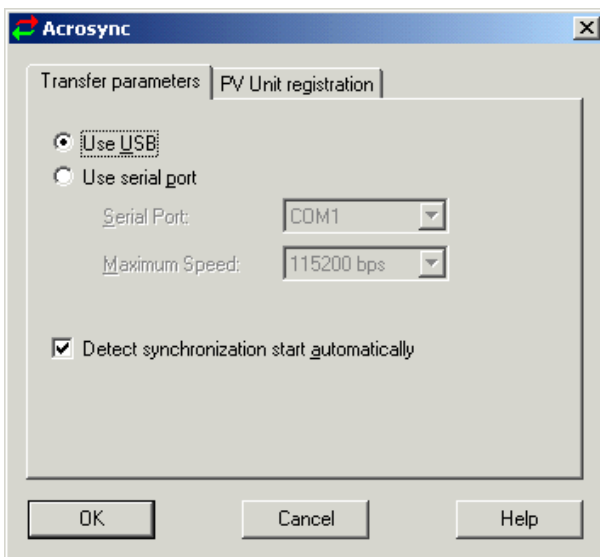 Acrosync
Transfer parameters
PV Unit registration
Use USB
Use serial port
Serial Port:
COM1
Maximum Speed:
115200 bps
Detect synchronization start automatically
OK
Cancel
Help